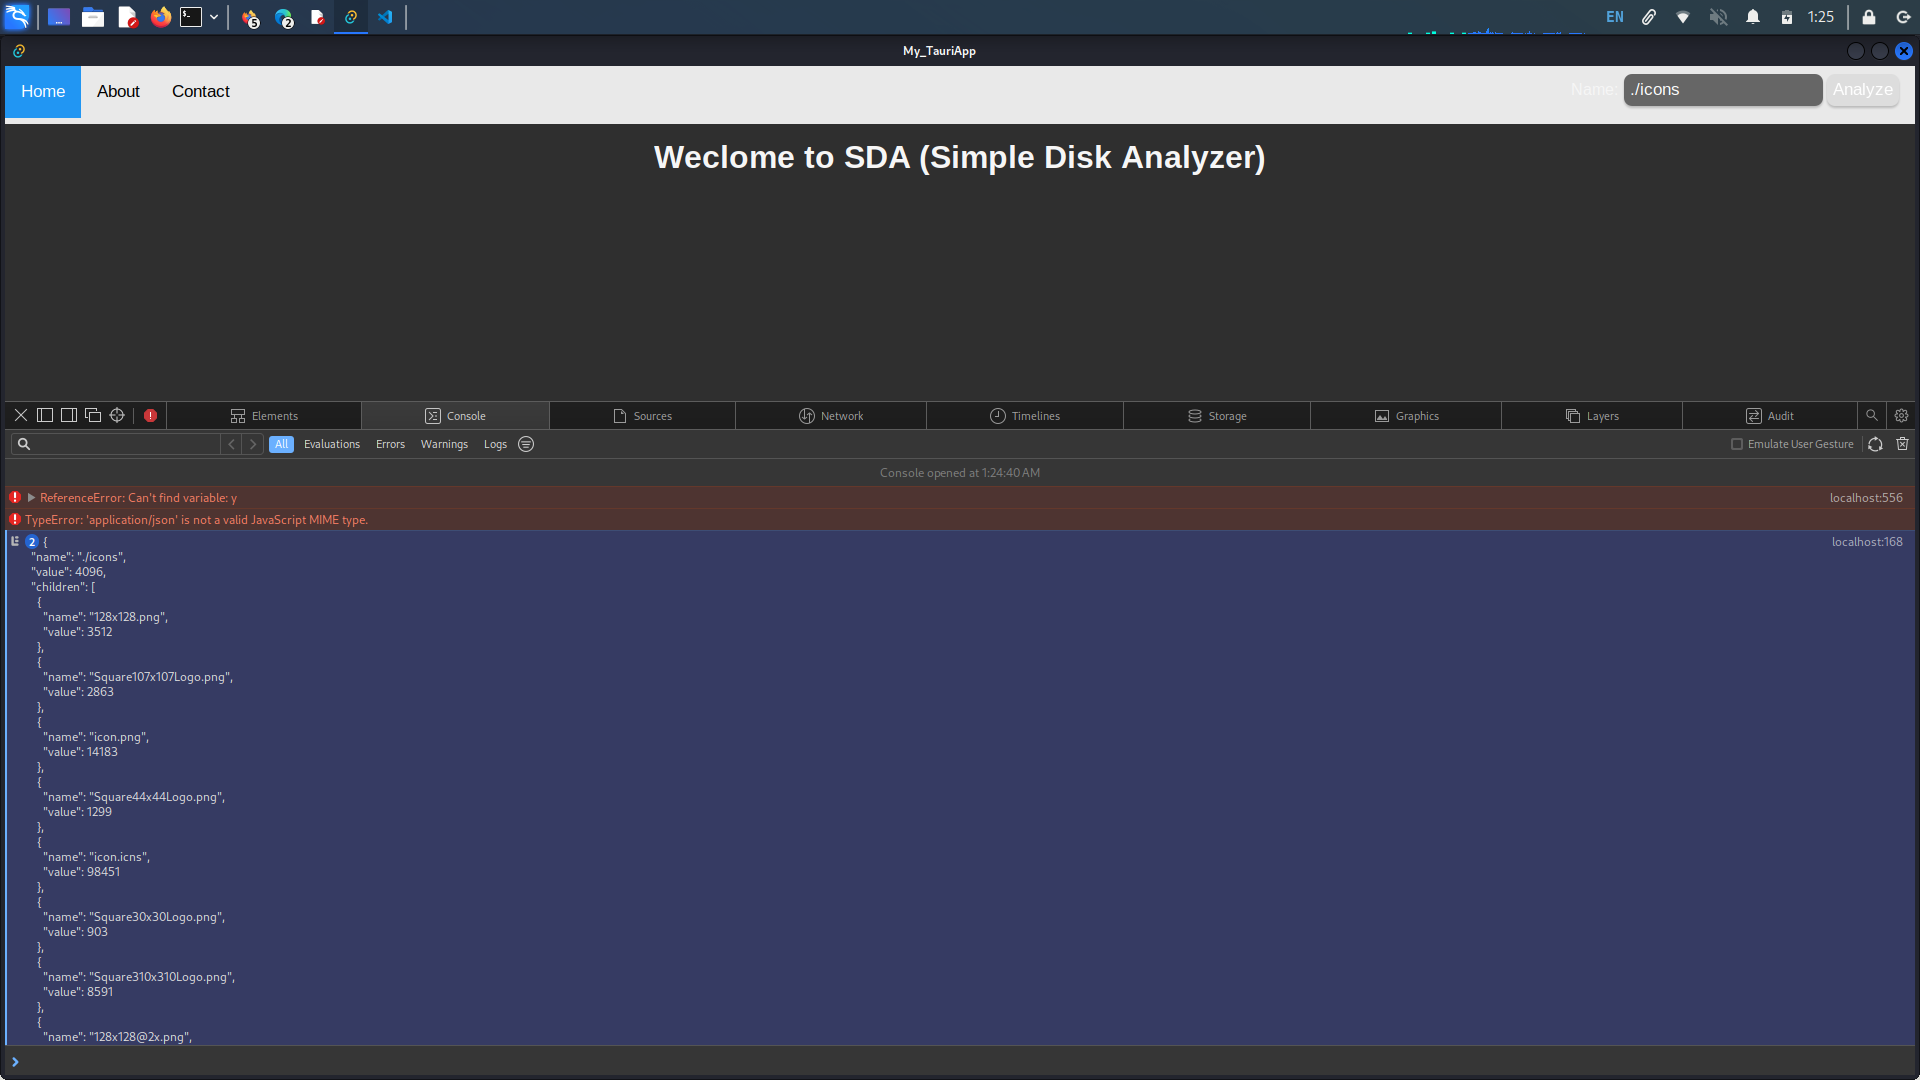 5
2
EN
1:25
My_TauriApp
Home About Contact Name: ./icons Analyze
Weclome to SDA (Simple Disk Analyzer)
Elements Console Sources Network Timelines Storage Graphics Layers Audit
All Evaluations Errors Warnings Logs Emulate User Gesture
Console opened at 1:24:40 AM
ReferenceError: Can't find variable: y localhost:556
TypeError: 'application/json' is not a valid JavaScript MIME type.
2 { localhost:168
"name": "./icons",
"value": 4096,
"children": [
{
"name": "128x128.png",
"value": 3512
},
{
"name": "Square107x107Logo.png",
"value": 2863
},
{
"name": "icon.png",
"value": 14183
},
{
"name": "Square44x44Logo.png",
"value": 1299
},
{
"name": "icon.icns",
"value": 98451
},
{
"name": "Square30x30Logo.png",
"value": 903
},
{
"name": "Square310x310Logo.png",
"value": 8591
},
{
"name": "128x128@2x.png",